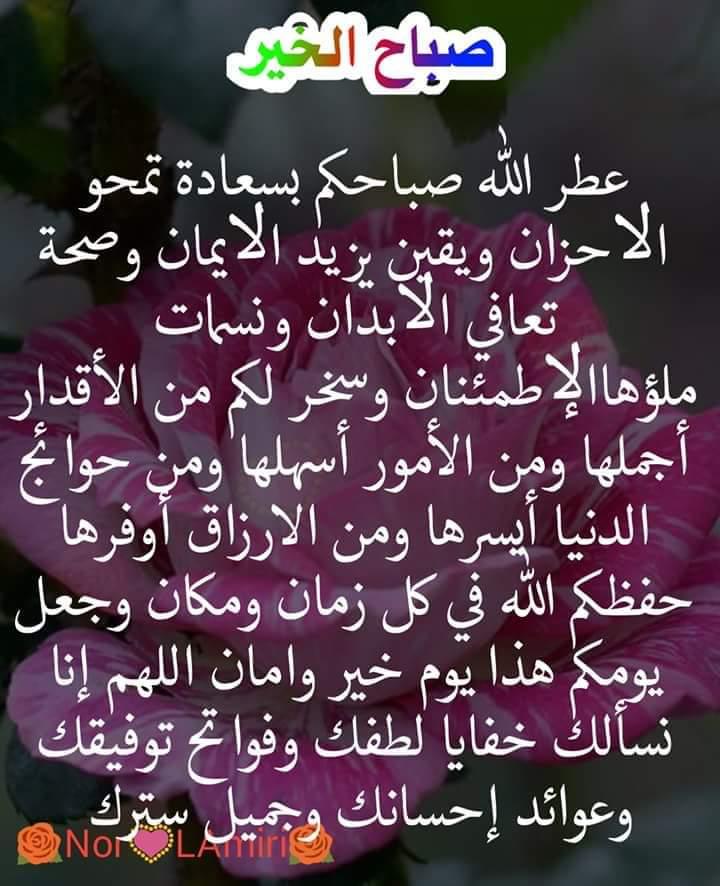 صباح الخير
عطر الله صباحكم بسعادة تمحو
الاحزان ويقين يزيد الايمان وصحة
تعافي الابدان ونسمات
ملؤهاالإطمئنان وسخر لكم من الأقدار
أجملها ومن الأمور أسهلها ومن حوائج
الدنيا أيسرها ومن الارزاق أوفرها
حفظكم الله في كل زمان ومكان وجعل
يومكم هذا يوم خير وامان اللهم إنا
نسألك خفايا لطفك وفواتح توفيقك
وعوائد إحسانك وجميل سترك
Nor LAmiri